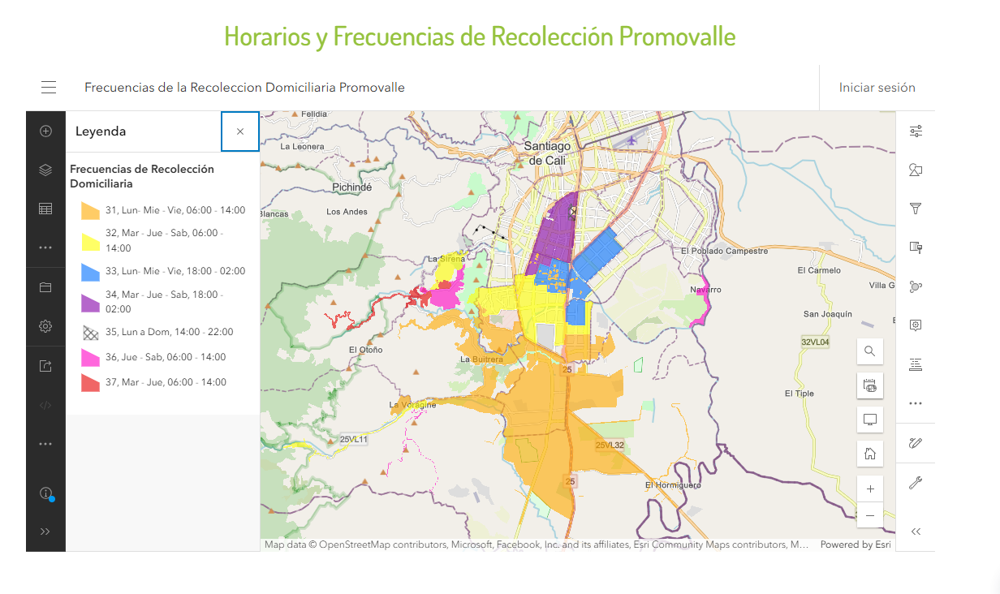 Horarios y Frecuencias de Recolección Promovalle
Frecuencias de la Recoleccion Domiciliaria Promovalle
Iniciar sesión
Leyenda
Frecuencias de Recolección
Domiciliaria
31, Lun- Mie - Vie, 06:00 - 14:00
32, Mar - Jue - Sab, 06:00 -
14:00
33, Lun- Mie - Vie, 18:00 - 02:00
34, Mar - Jue - Sab, 18:00 -
02:00
35, Lun a Dom, 14:00 - 22:00
36, Jue - Sab, 06:00 - 14:00
37, Mar - Jue, 06:00 - 14:00
Felidia
La Leonera
Santiago
de Cali
Pichindé
Blancas
Los Andes
La Sirena
El Poblado Campestre
El Carmelo
Villa G
Navarro
San Joaquín
32VL04
El Otoño
La Buitrera
25
El Tiple
La Voragine
25VL11
25VL32
25
El Hormiguero
Map data © OpenStreetMap contributors, Microsoft, Facebook, Inc. and its affiliates, Esri Community Maps contributors, M...
Powered by Esri